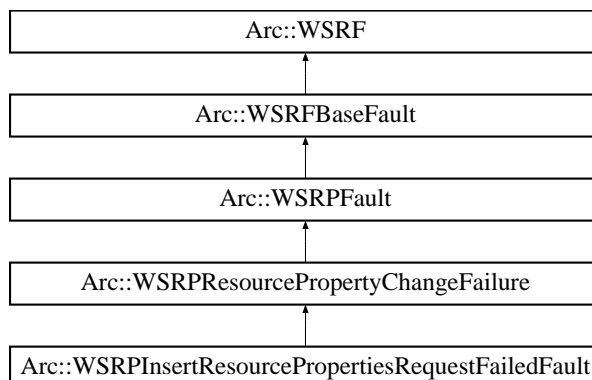 Arc::WSRF
Arc::WSRFBaseFault
Arc::WSRPFault
Arc::WSRPResourcePropertyChangeFailure
Arc::WSRPInsertResourcePropertiesRequestFailedFault